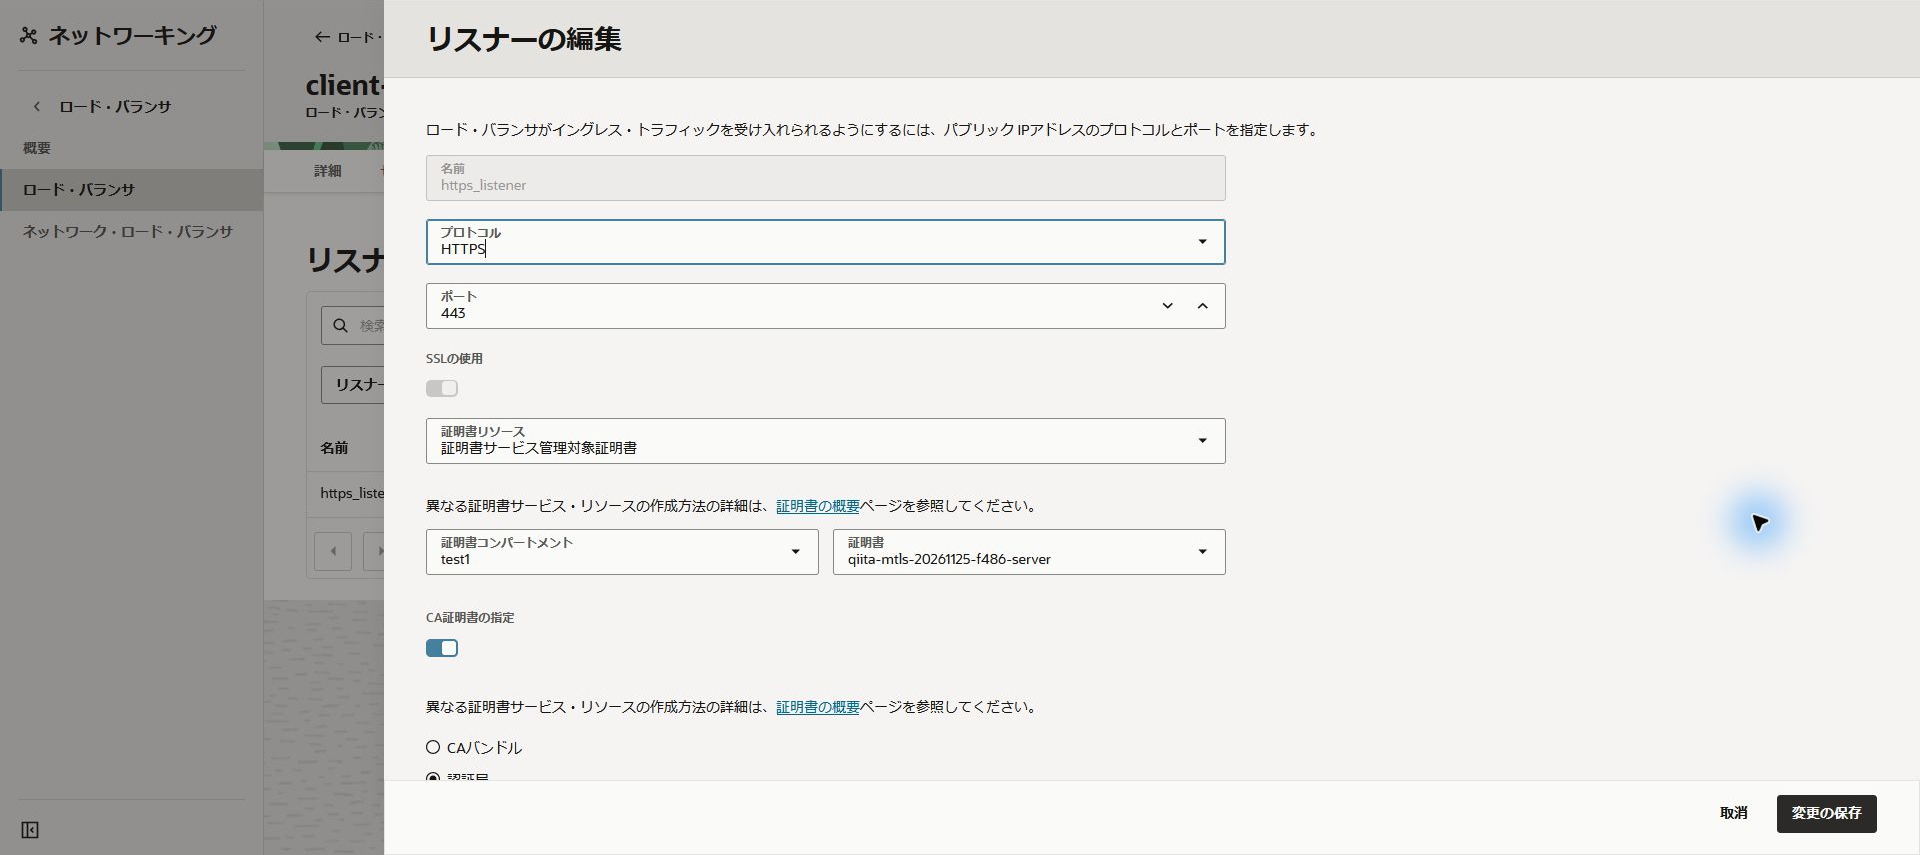 ネットワーキング
ロード・バランサ
概要
ロード・バランサ
ネットワーク・ロード・バランサ
ロード・
client-
ロード・バラン
詳細
リスナ
検索
リスナー
名前
https_liste
リスナーの編集
ロード・バランサがイングレス・トラフィックを受け入れられるようにするには、パブリック IPアドレスのプロトコルとポートを指定します。
名前
https_listener
プロトコル
HTTPS
ポート
443
SSLの使用
証明書リソース
証明書サービス管理対象証明書
異なる証明書サービス・リソースの作成方法の詳細は、証明書の概要ページを参照してください。
証明書コンパートメント
test1
証明書
qiita-mtls-20261125-f486-server
CA証明書の指定
異なる証明書サービス・リソースの作成方法の詳細は、証明書の概要ページを参照してください。
CAバンドル
認証局
取消
変更の保存